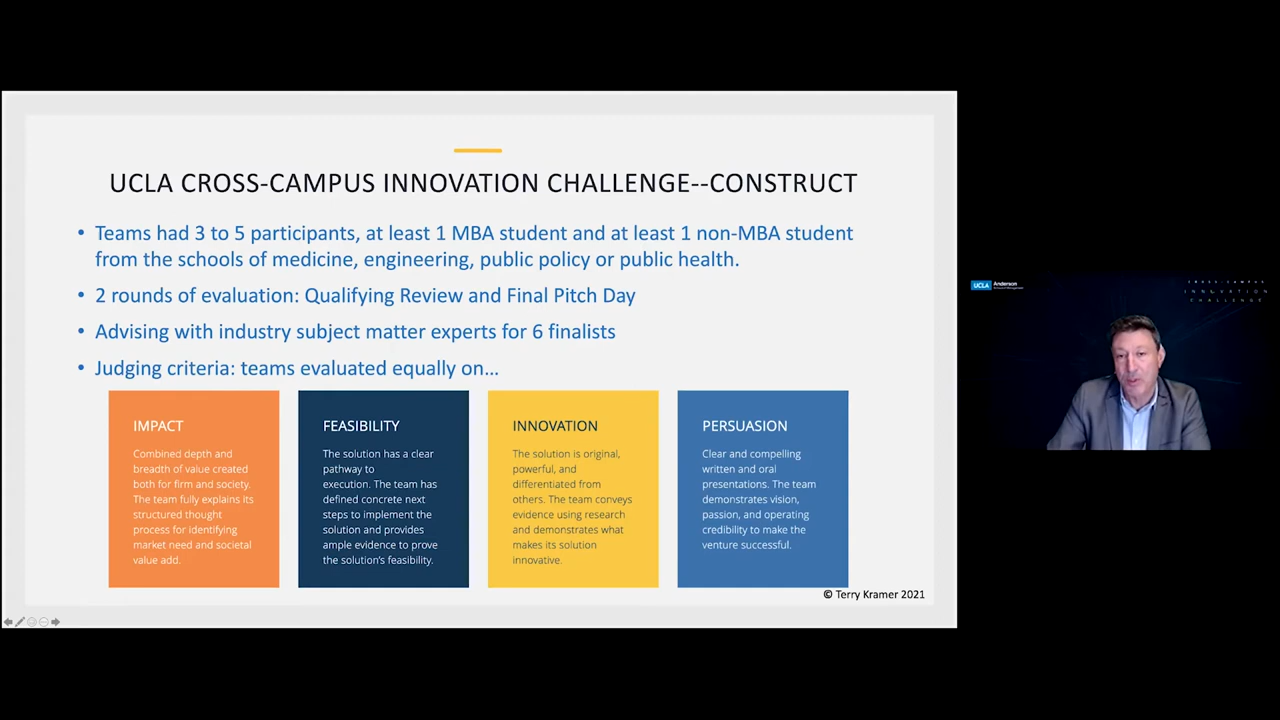 UCLA CROSS-CAMPUS INNOVATION CHALLENGE--CONSTRUCT
• Teams had 3 to 5 participants, at least 1 MBA student and at least 1 non-MBA student
from the schools of medicine, engineering, public policy or public health.
• 2 rounds of evaluation: Qualifying Review and Final Pitch Day
• Advising with industry subject matter experts for 6 finalists
• Judging criteria: teams evaluated equally on...
IMPACT
Combined depth and
breadth of value created
both for firm and society.
The team fully explains its
structured thought
process for identifying
market need and societal
value add.
FEASIBILITY
The solution has a clear
pathway to
execution. The team has
defined concrete next
steps to implement the
solution and provides
ample evidence to prove
the solution's feasibility.
INNOVATION
The solution is original,
powerful, and
differentiated from
others. The team conveys
evidence using research
and demonstrates what
makes its solution
innovative.
PERSUASION
Clear and compelling
written and oral
presentations. The team
demonstrates vision,
passion, and operating
credibility to make the
venture successful.
© Terry Kramer 2021
UCLA Anderson
CROSS-CAMPUS
INNOVATION
CHALLENGE